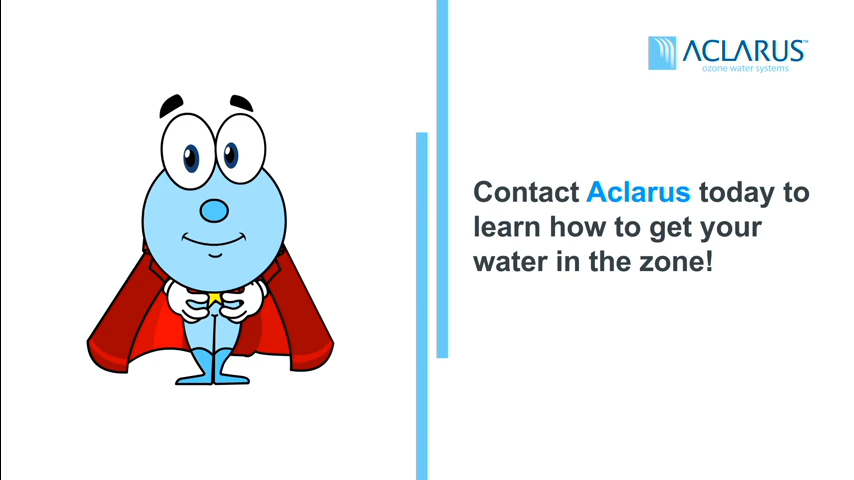 ACLARUS™
ozone water systems
Contact Aclarus today to
learn how to get your
water in the zone!